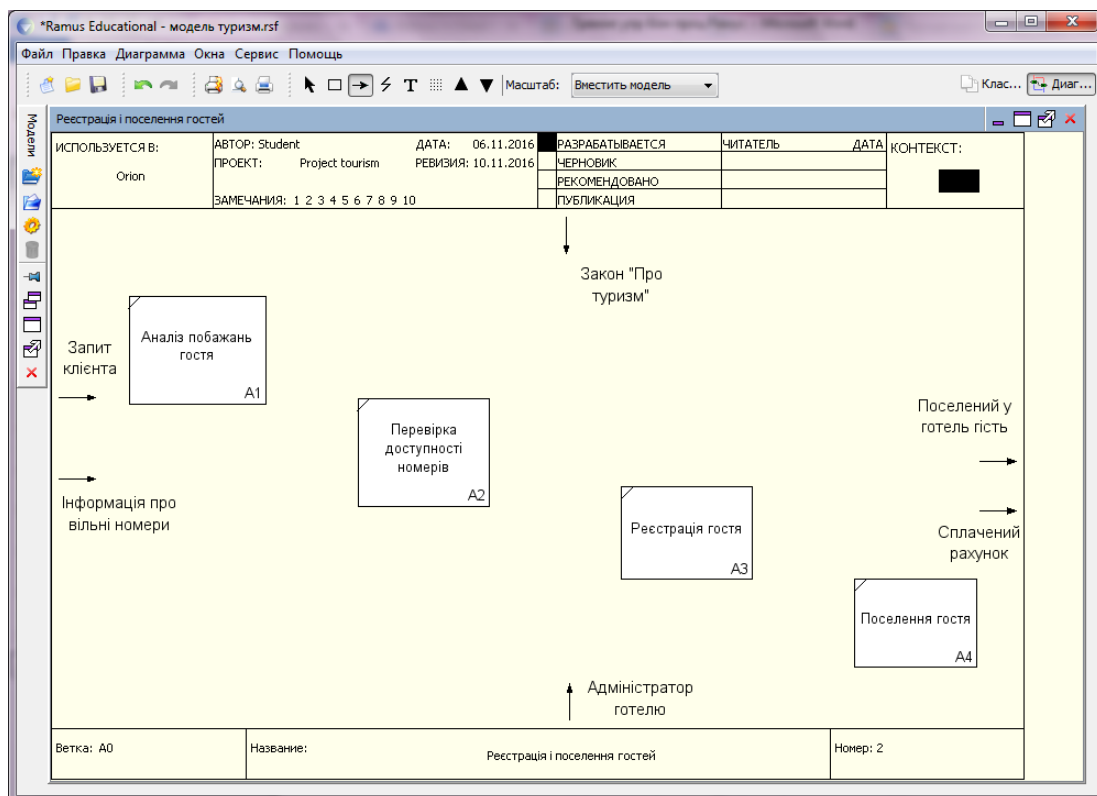 *Ramus Educational - модель туризм.rsf
Файл Правка Диаграмма Окна Сервис Помощь
T Масштаб: Вместить модель Клас... Диаг...
Модели
Реєстрація і поселення гостей
ИСПОЛЬЗУЕТСЯ В:
Orion
АВТОР: Student ДАТА: 06.11.2016
ПРОЕКТ: Project tourism РЕВИЗИЯ: 10.11.2016
ЗАМЕЧАНИЯ: 1 2 3 4 5 6 7 8 9 10
РАЗРАБАТЫВАЕТСЯ
ЧЕРНОВИК
РЕКОМЕНДОВАНО
ПУБЛИКАЦИЯ
ЧИТАТЕЛЬ ДАТА
КОНТЕКСТ:
Закон "Про
туризм"
Запит
клієнта
Аналіз побажань
гостя
A1
Перевірка
доступності
номерів
A2
Інформація про
вільні номери
Поселений у
готель гість
Реєстрація гостя
A3
Сплачений
рахунок
Поселення гостя
A4
Адміністратор
готелю
Ветка: A0
Название:
Реєстрація і поселення гостей
Номер: 2